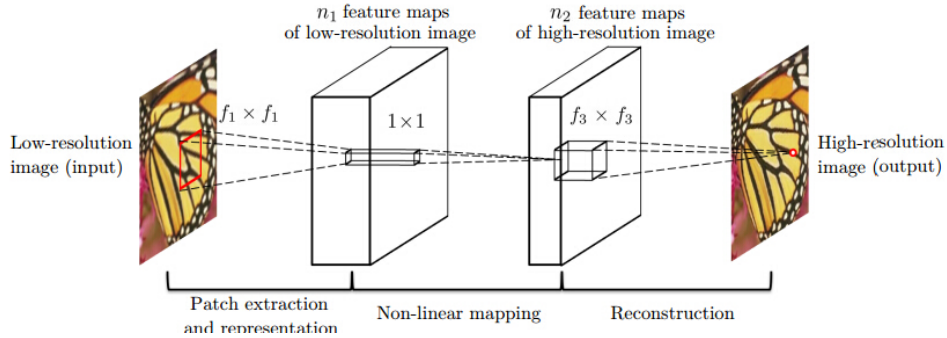 n₁ feature maps
of low-resolution image
n₂ feature maps
of high-resolution image
f₁ × f₁
1×1
f₃ × f₃
Low-resolution
image (input)
High-resolution
image (output)
Patch extraction
and representation
Non-linear mapping
Reconstruction